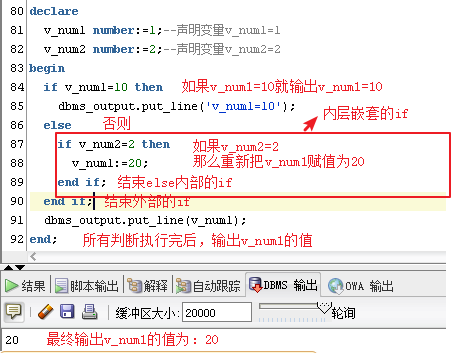 80 declare
81 v_num1 number:=1;--声明变量v_num1=1
82 v_num2 number:=2;--声明变量v_num2=2
83 begin
84 if v_num1=10 then 如果v_num1=10就输出v_num1=10
85 dbms_output.put_line('v_num1=10');
内层嵌套的if
86 else 否则
87 if v_num2=2 then 如果v_num2=2
88 v_num1:=20; 那么重新把v_num1赋值为20
89 end if; 结束else内部的if
90 end if; 结束外部的if
91 dbms_output.put_line(v_num1);
92 end; 所有判断执行完后，输出v_num1的值
结果 脚本输出 解释 自动跟踪 DBMS 输出 OWA 输出
缓冲区大小: 20000 轮询
20 最终输出v_num1的值为：20